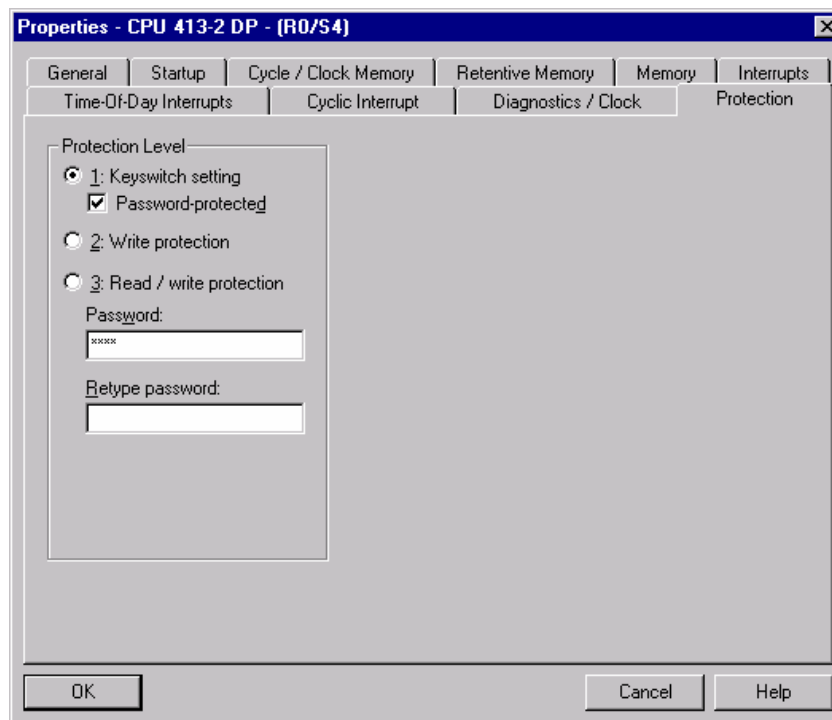 Properties - CPU 413-2 DP - (R0/S4)
General Startup Cycle / Clock Memory Retentive Memory Memory Interrupts
Time-Of-Day Interrupts Cyclic Interrupt Diagnostics / Clock Protection
Protection Level
1: Keyswitch setting
Password-protected
2: Write protection
3: Read / write protection
Password:
****
Retype password:
OK Cancel Help